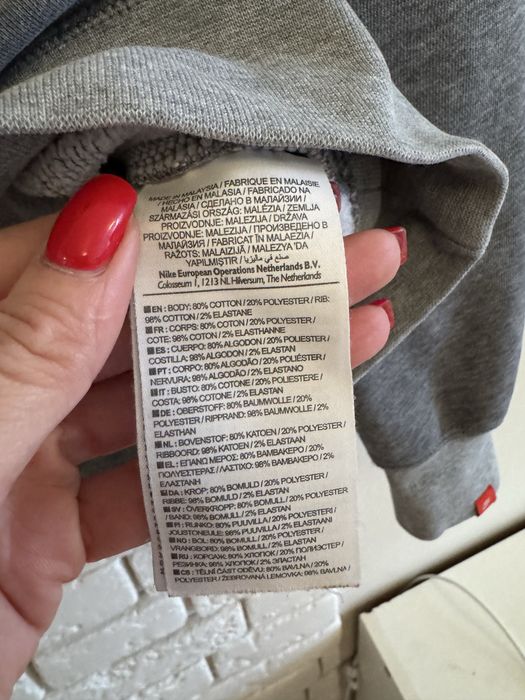 MADE IN MALAYSIA / FABRIQUE EN MALAISIE
/ HECHO EN MALASIA / FABRICADO NA
MALÁSIA / СДЕЛАНО В МАЛАЙЗИИ /
SZÁRMAZÁSI ORSZÁG: MALÉZIA / ZEMLJA
PROIZVODNJE: MALEZIJA / DRŽAVA
PROIZVODNJE: MALEZIJA / ПРОИЗВЕДЕНО В
МАЛАЙЗИЯ / FABRICAT ÎN MALAEZIA /
RAŽOTS: MALAIZIJĀ / MALEZYA'DA
YAPILMIŞTIR / صنع في ماليزيا
Nike European Operations Netherlands B.V.
Colosseum 1, 1213 NL Hilversum, The Netherlands
EN : BODY: 80% COTTON / 20% POLYESTER / RIB:
98% COTTON / 2% ELASTANE
FR : CORPS: 80% COTON / 20% POLYESTER /
COTE: 98% COTON / 2% ELASTHANNE
ES : CUERPO: 80% ALGODON / 20% POLIESTER /
COSTILLA: 98% ALGODON / 2% ELASTAN
PT : CORPO: 80% ALGODÃO / 20% POLIÉSTER /
NERVURA: 98% ALGODÃO / 2% ELASTANO
IT : BUSTO: 80% COTONE / 20% POLIESTERE /
COSTA: 98% COTONE / 2% ELASTAN
DE : OBERSTOFF: 80% BAUMWOLLE / 20%
POLYESTER / RIPPRAND: 98% BAUMWOLLE / 2%
ELASTHAN
NL : BOVENSTOF: 80% KATOEN / 20% POLYESTER /
RIBBOORD: 98% KATOEN / 2% ELASTAAN
EL : ΕΠΑΝΩ ΜΕΡΟΣ: 80% ΒΑΜΒΑΚΕΡΟ / 20%
ΠΟΛΥΕΣΤΕΡΑΣ / ΛΑΣΤΙΧΟ: 98% ΒΑΜΒΑΚΕΡΟ / 2%
ΕΛΑΣΤΑΝΗ
DA : KROP: 80% BOMULD / 20% POLYESTER /
RIBBE: 98% BOMULD / 2% ELASTAN
SV : ÖVERKROPP: 80% BOMULL / 20% POLYESTER
/ BAND: 98% BOMULL / 2% ELASTAN
FI : RUNKO: 80% PUUVILLA / 20% POLYESTERI /
JOUSTONEULE: 98% PUUVILLA / 2% ELASTAANI
NO : BOL: 80% BOMULL / 20% POLYESTER /
VRANGBORD: 98% BOMULL / 2% ELASTAN
RU : КОРСАЖ: 80% ХЛОПОК / 20% ПОЛИЭСТЕР /
РЕЗИНКА: 98% ХЛОПОК / 2% ЭЛАСТАН
CS : TĚLNÍ ČÁST ODĚVU: 80% BAVLNA / 20%
POLYESTER / ŽEBROVANÁ LEMOVKA: 98% BAVLNA /